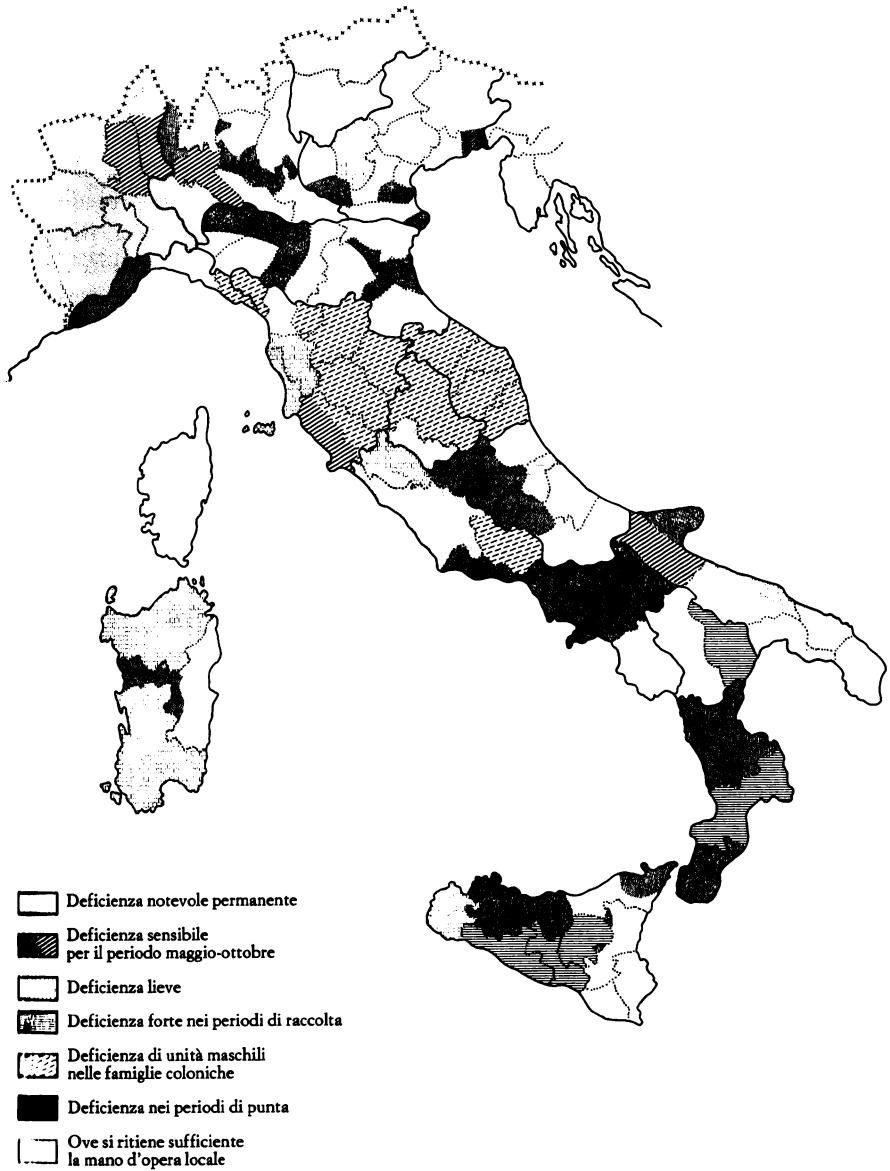 Deficienza notevole permanente
Deficienza sensibile
per il periodo maggio-ottobre
Deficienza lieve
Deficienza forte nei periodi di raccolta
Deficienza di unità maschili
nelle famiglie coloniche
Deficienza nei periodi di punta
Ove si ritiene sufficiente
la mano d'opera locale